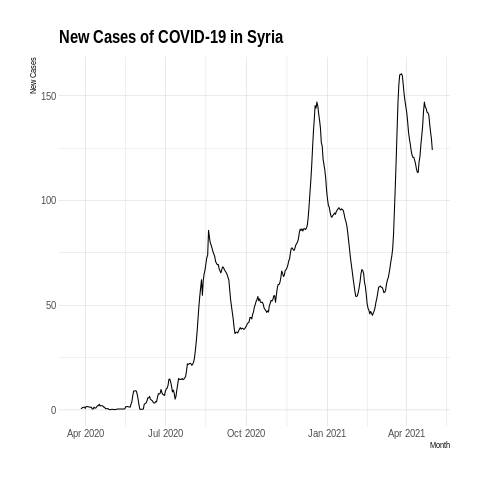 New Cases of COVID-19 in Syria
New Cases
150
100
50
0
Apr 2020 Jul 2020 Oct 2020 Jan 2021 Apr 2021
Month